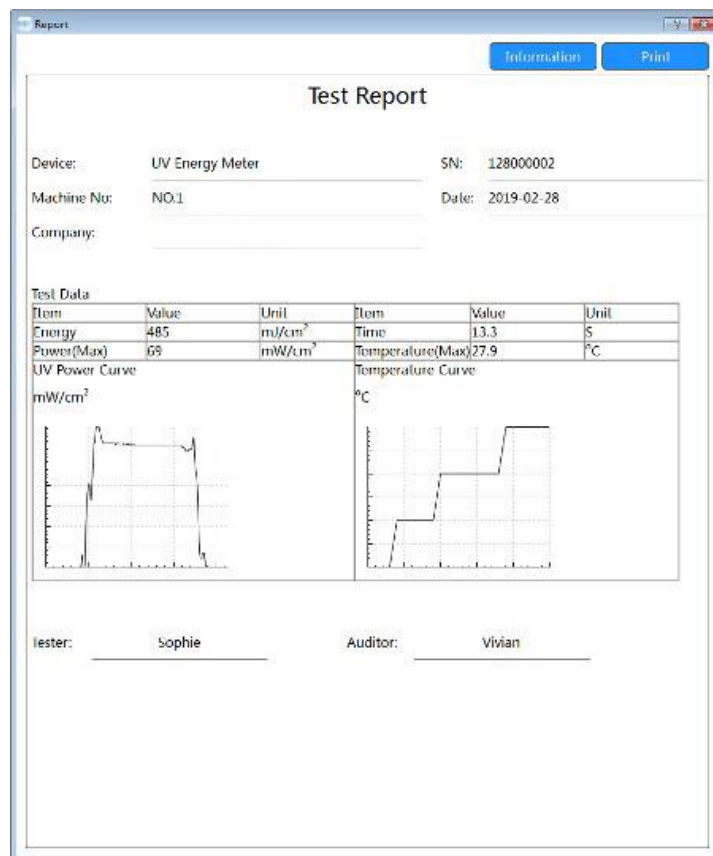 Report
Information Print
Test Report
Device: UV Energy Meter SN: 128000002
Machine No: NO.1 Date: 2019-02-28
Company:
Test Data
Item Value Unit Item Value Unit
Energy 485 mJ/cm² Time 13.3 S
Power(Max) 69 mW/cm² Temperature(Max) 27.9 °C
UV Power Curve Temperature Curve
mW/cm² °C
Tester: Sophie Auditor: Vivian